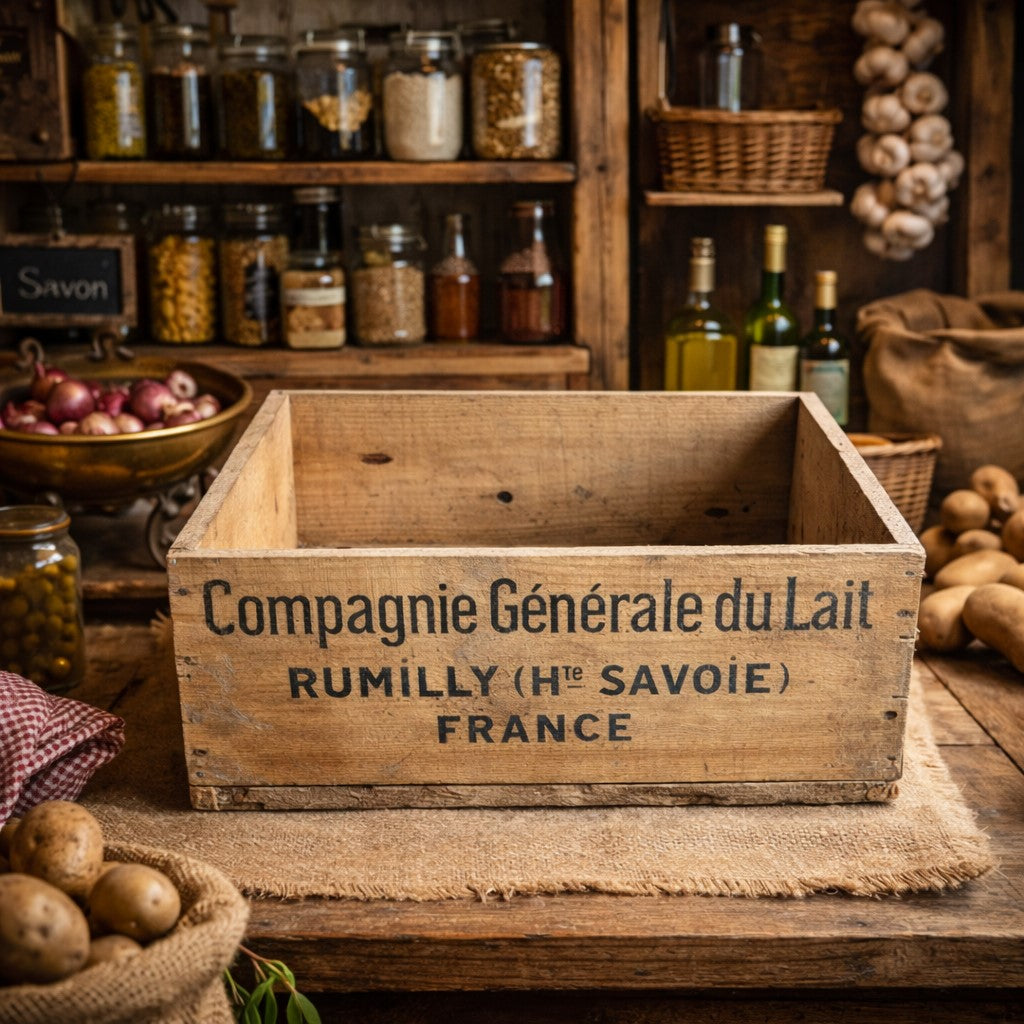 Savon
Compagnie Générale du Lait
RUMILLY (Hᵗᵉ SAVOIE)
FRANCE